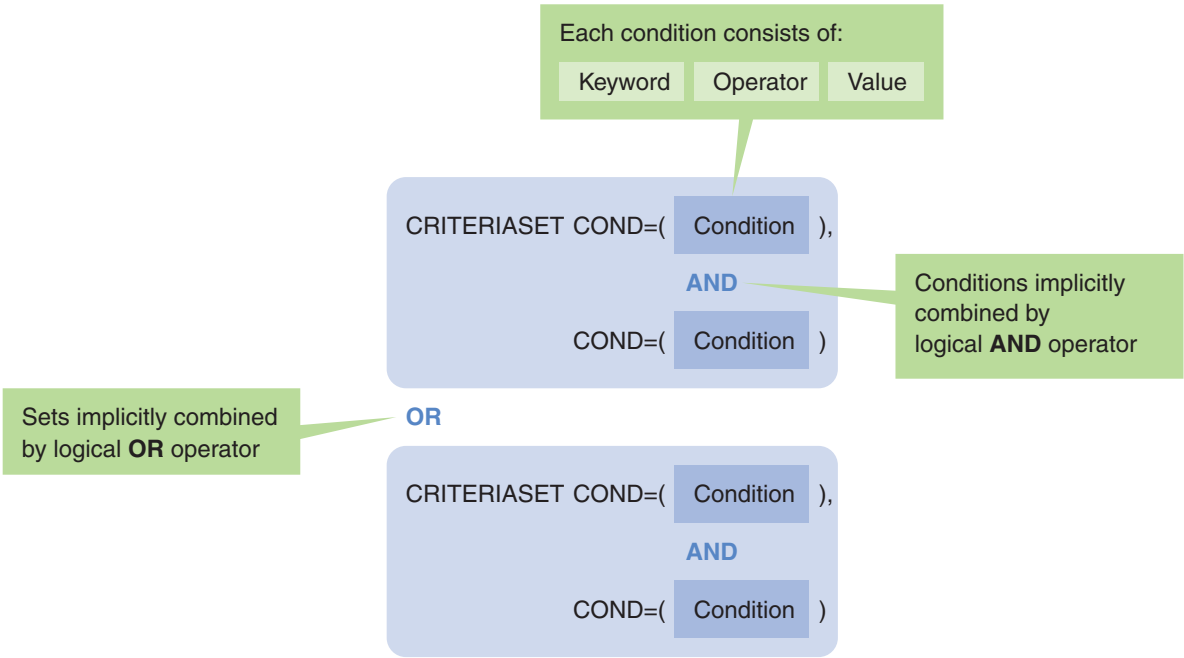 Each condition consists of:
Keyword Operator Value
CRITERIASET COND=( Condition ),
AND
COND=( Condition )
Conditions implicitly
combined by
logical AND operator
Sets implicitly combined
by logical OR operator
OR
CRITERIASET COND=( Condition ),
AND
COND=( Condition )